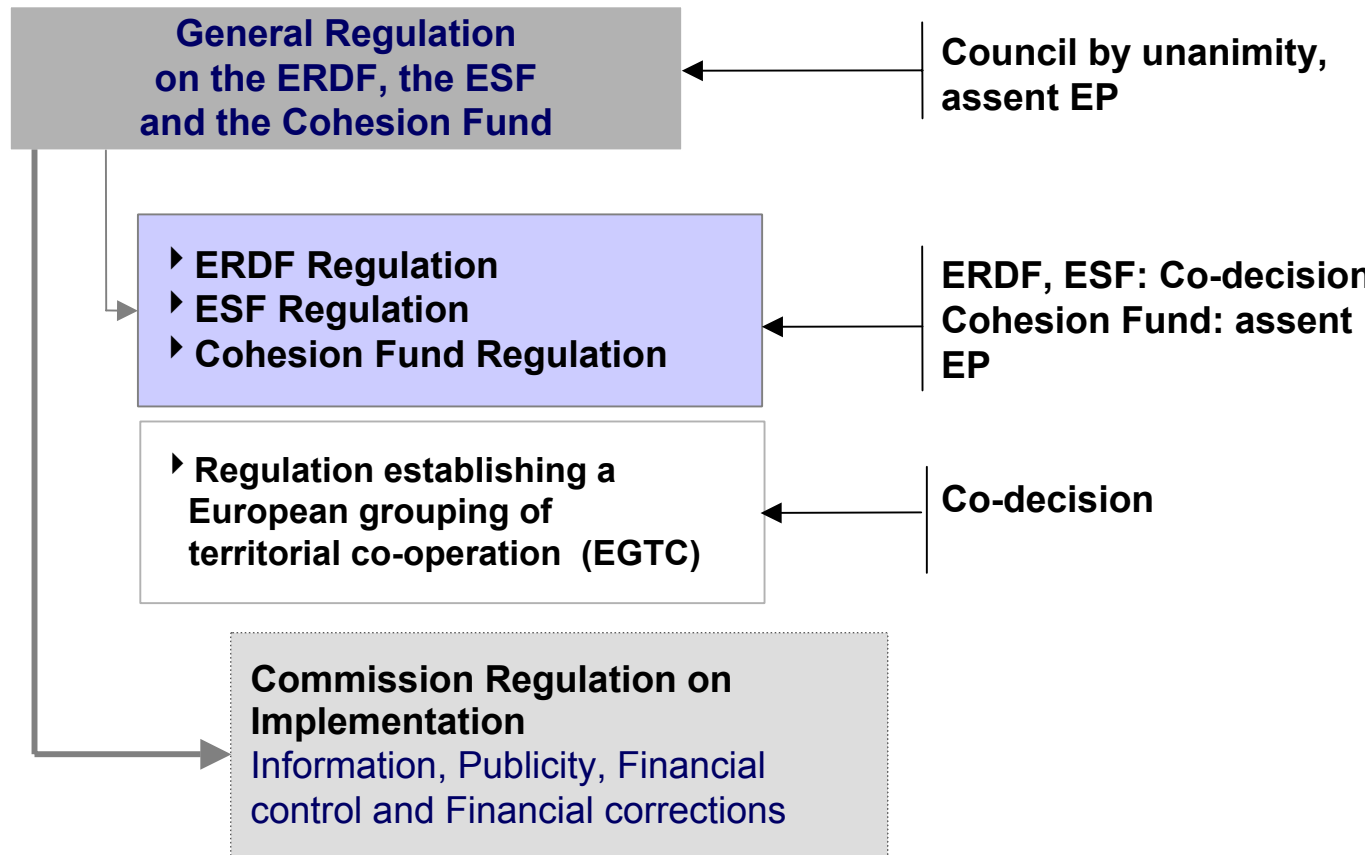 General Regulation
on the ERDF, the ESF
and the Cohesion Fund
Council by unanimity,
assent EP
ERDF Regulation
ESF Regulation
Cohesion Fund Regulation
ERDF, ESF: Co-decision
Cohesion Fund: assent
EP
Regulation establishing a
European grouping of
territorial co-operation (EGTC)
Co-decision
Commission Regulation on
Implementation
Information, Publicity, Financial
control and Financial corrections